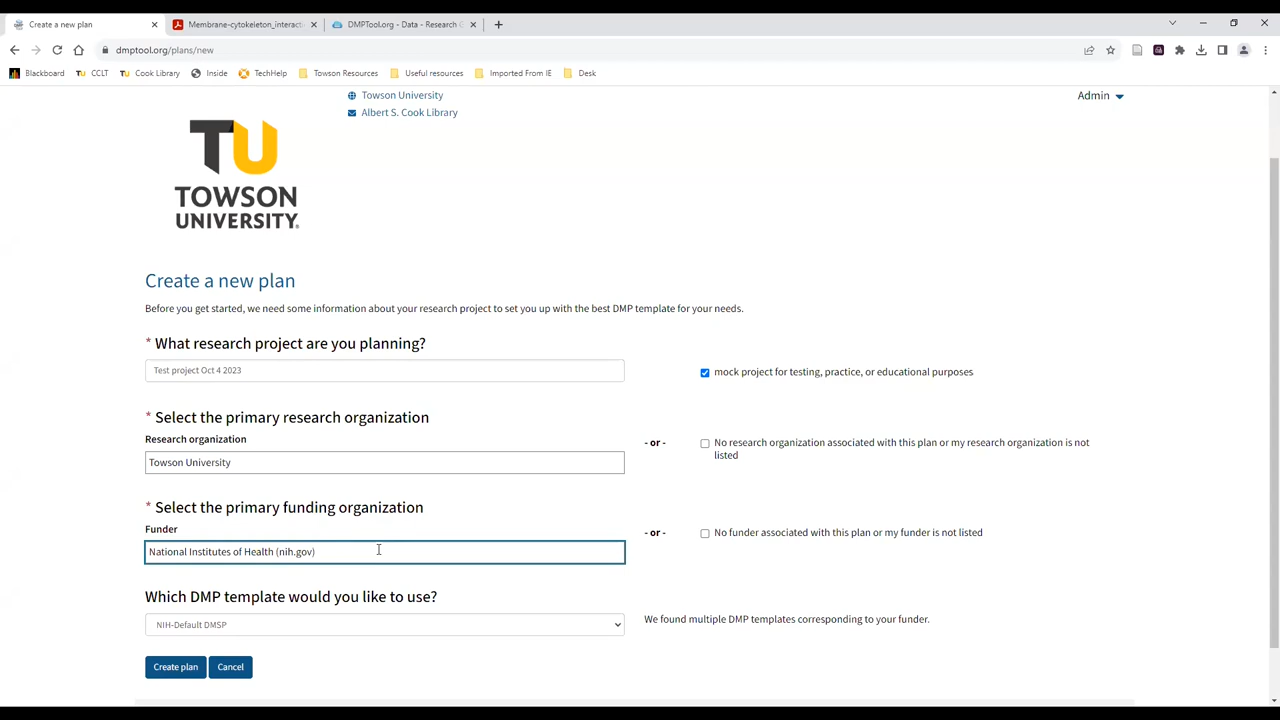 Create a new plan
Membrane-cytokeleton_interacti
DMPTool.org - Data - Research G
dmptool.org/plans/new
Blackboard
TU CCLT
TU Cook Library
Inside
TechHelp
Towson Resources
Useful resources
Imported From IE
Desk
Towson University
Albert S. Cook Library
Admin
TU
TOWSON
UNIVERSITY.
Create a new plan
Before you get started, we need some information about your research project to set you up with the best DMP template for your needs.
* What research project are you planning?
Test project Oct 4 2023
mock project for testing, practice, or educational purposes
* Select the primary research organization
Research organization
Towson University
- or -
No research organization associated with this plan or my research organization is not
listed
* Select the primary funding organization
Funder
National Institutes of Health (nih.gov)
- or -
No funder associated with this plan or my funder is not listed
Which DMP template would you like to use?
NIH-Default DMSP
We found multiple DMP templates corresponding to your funder.
Create plan
Cancel